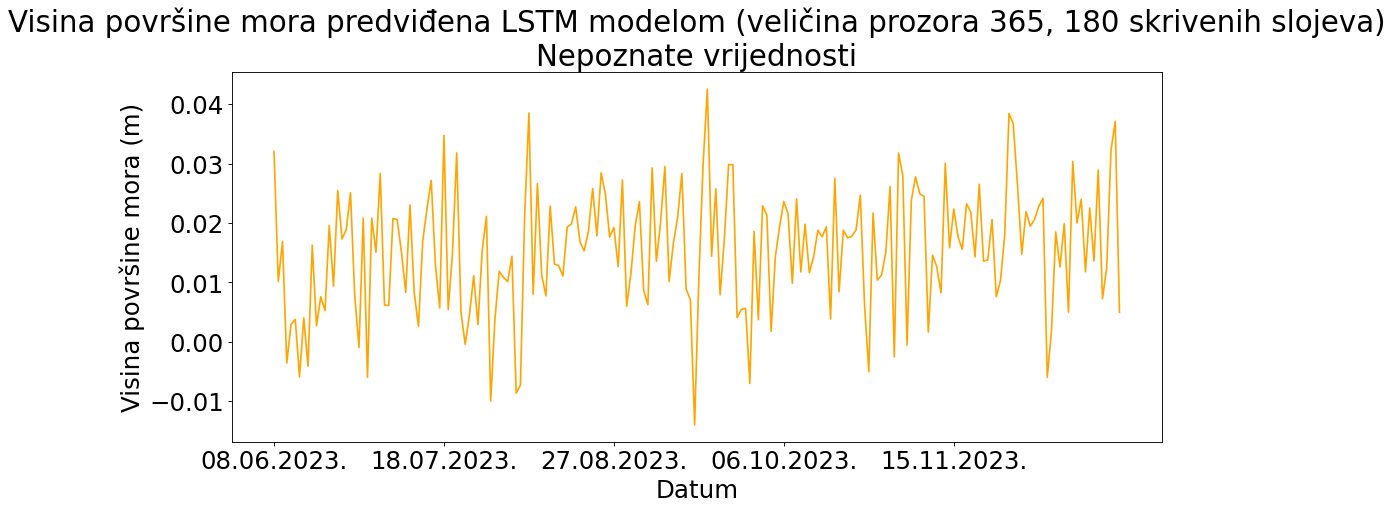 Visina površine mora predviđena LSTM modelom (veličina prozora 365, 180 skrivenih slojeva)
Nepoznate vrijednosti
Visina površine mora (m)
0.04
0.03
0.02
0.01
0.00
−0.01
08.06.2023. 18.07.2023. 27.08.2023. 06.10.2023. 15.11.2023.
Datum